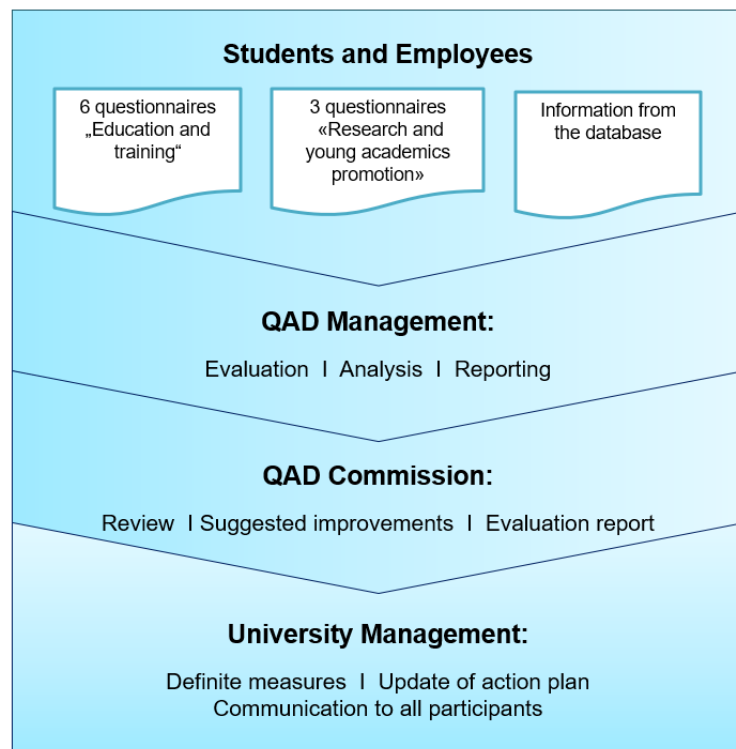 Students and Employees
6 questionnaires
„Education and
training“
3 questionnaires
«Research and
young academics
promotion»
Information from
the database
QAD Management:
Evaluation I Analysis I Reporting
QAD Commission:
Review I Suggested improvements I Evaluation report
University Management:
Definite measures I Update of action plan
Communication to all participants